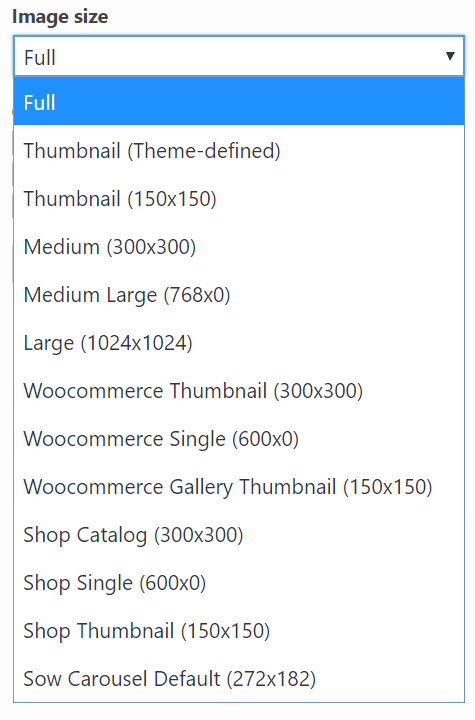 Image size
Full
Full
Thumbnail (Theme-defined)
Thumbnail (150x150)
Medium (300x300)
Medium Large (768x0)
Large (1024x1024)
Woocommerce Thumbnail (300x300)
Woocommerce Single (600x0)
Woocommerce Gallery Thumbnail (150x150)
Shop Catalog (300x300)
Shop Single (600x0)
Shop Thumbnail (150x150)
Sow Carousel Default (272x182)